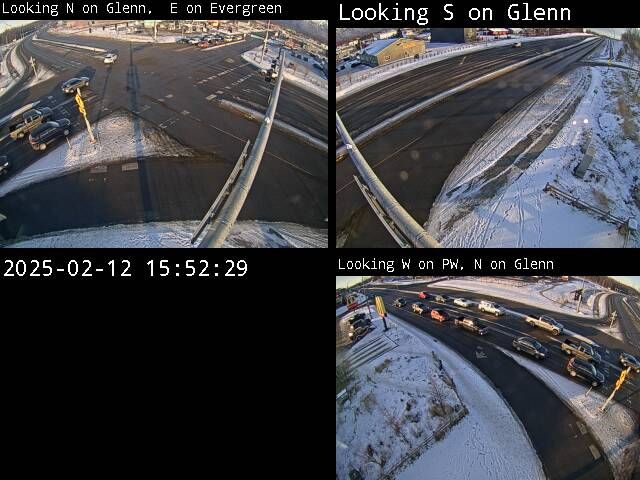 Looking N on Glenn,  E on Evergreen
Looking S on Glenn
2025-02-12 15:52:29
Looking W on PW, N on Glenn